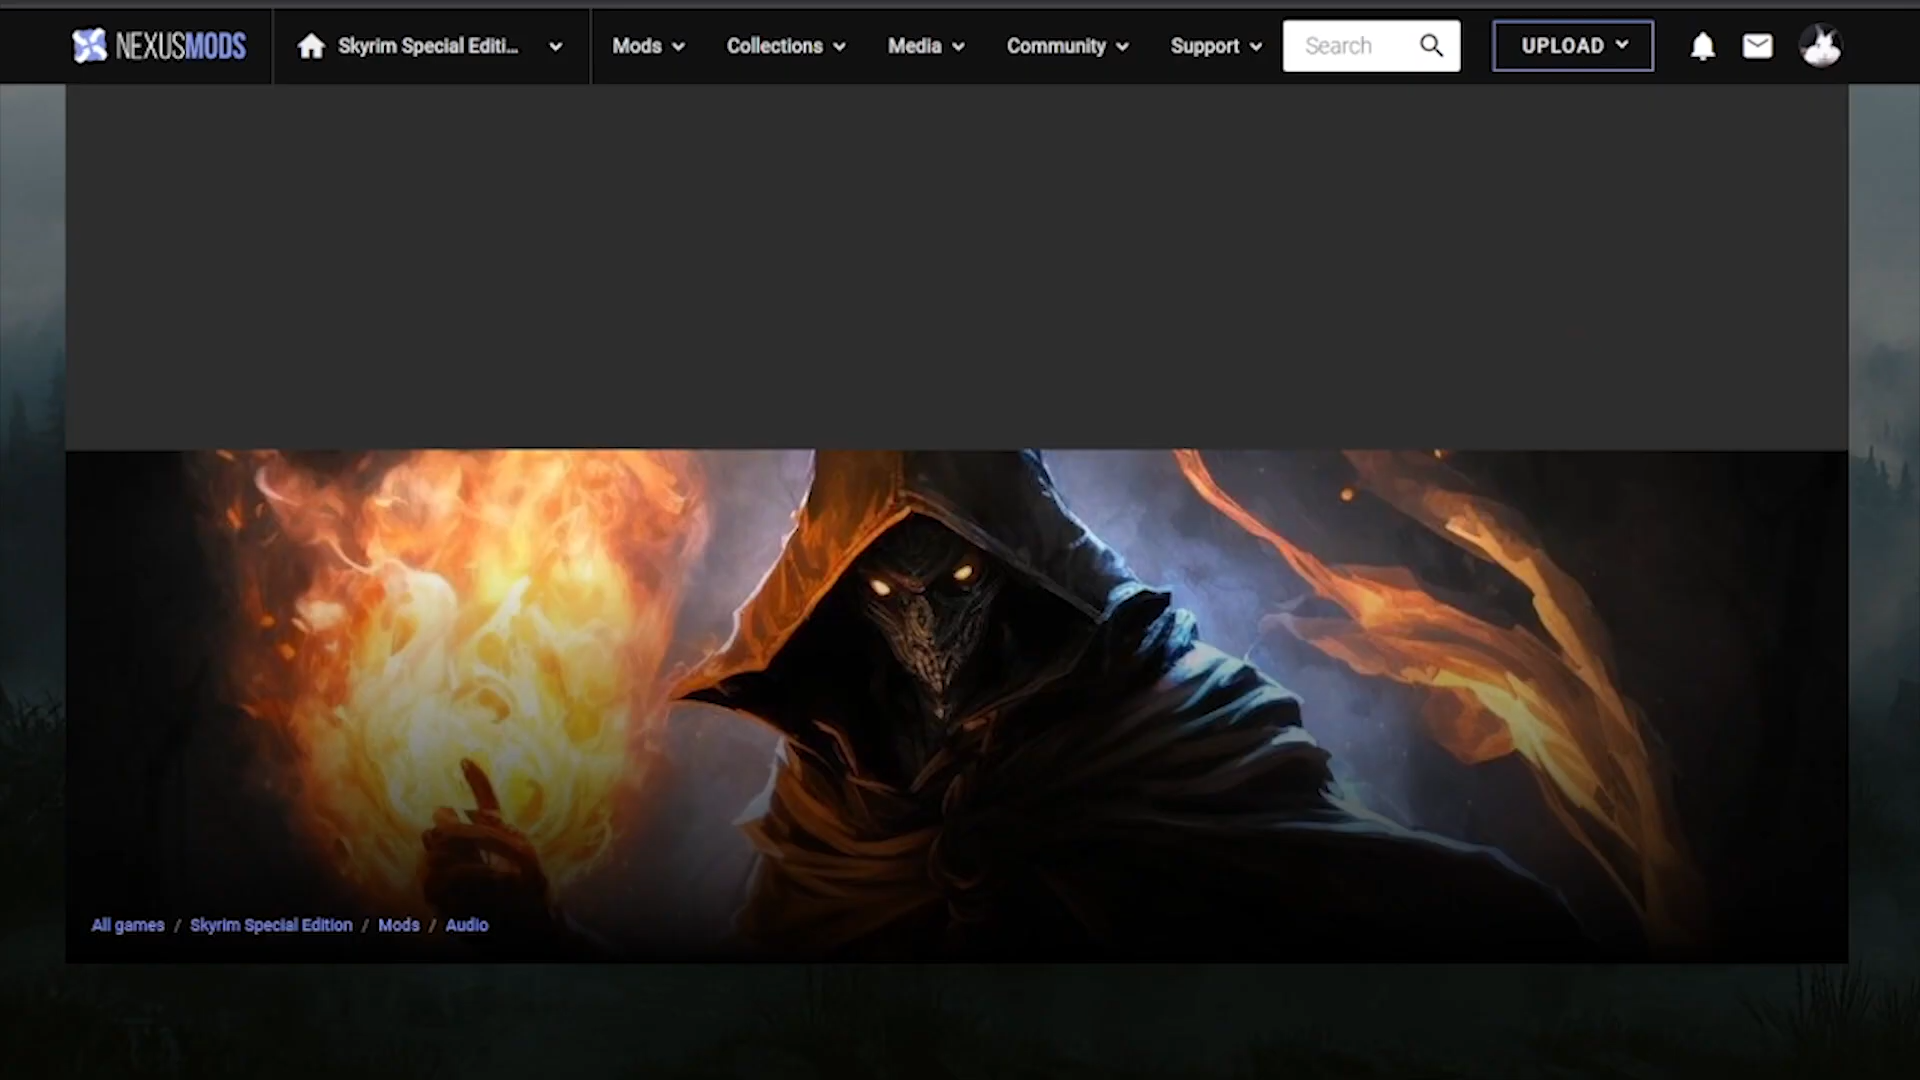 NEXUSMODS
Skyrim Special Editi...
Mods
Collections
Media
Community
Support
Search
UPLOAD
All games / Skyrim Special Edition / Mods / Audio